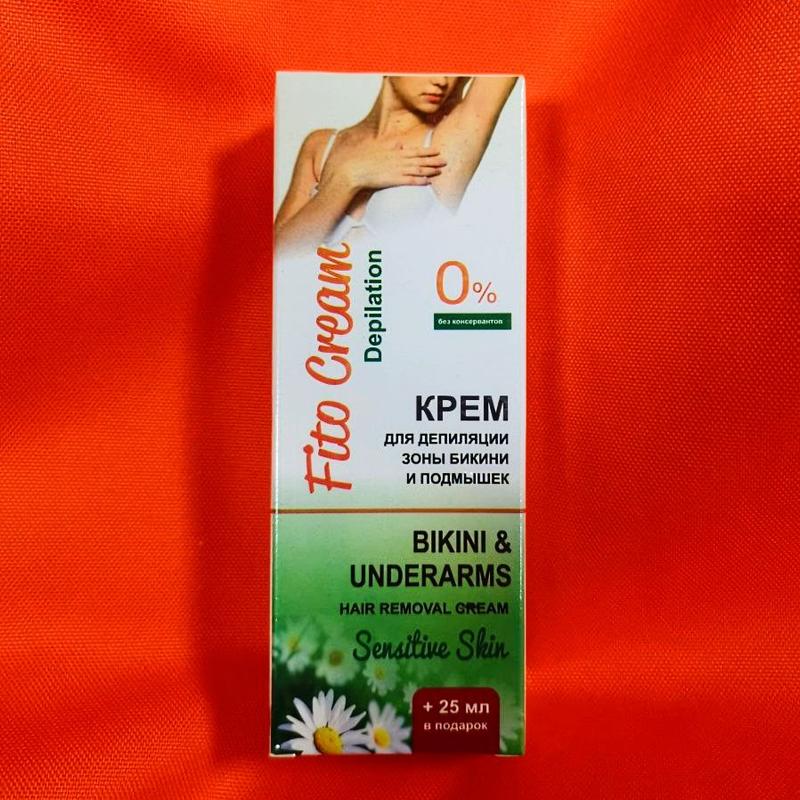 Fito Cream
Depilation
0%
без консервантов
КРЕМ
ДЛЯ ДЕПИЛЯЦИИ
ЗОНЫ БИКИНИ
И ПОДМЫШЕК
BIKINI &
UNDERARMS
HAIR REMOVAL CREAM
Sensitive Skin
+ 25 мл
в подарок